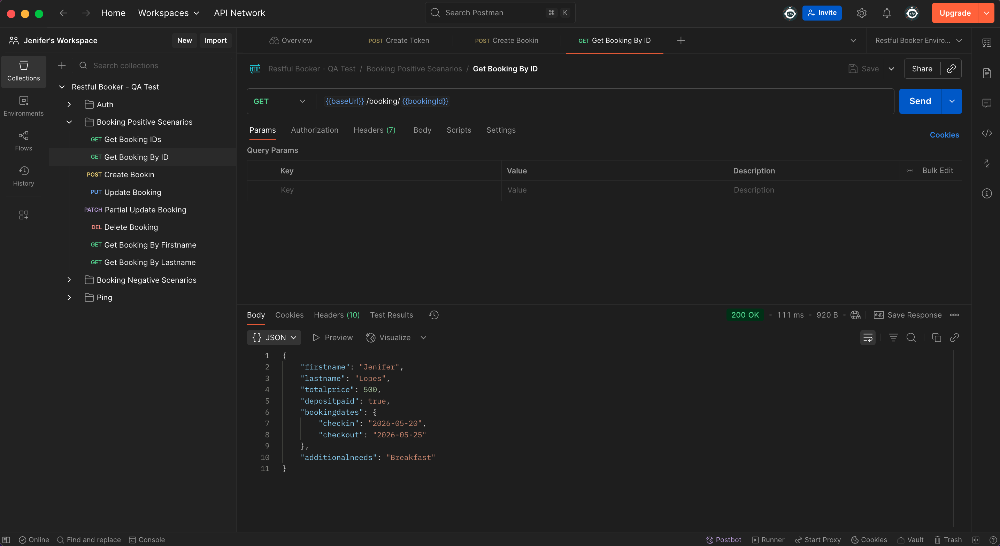 Home Workspaces API Network Search Postman ⌘ K Invite Upgrade
Jenifer's Workspace New Import
Overview POST Create Token POST Create Bookin GET Get Booking By ID Restful Booker Enviro...
Collections
Environments
Flows
History
Search collections
Restful Booker - QA Test
Auth
Booking Positive Scenarios
GET Get Booking IDs
GET Get Booking By ID
POST Create Bookin
PUT Update Booking
PATCH Partial Update Booking
DEL Delete Booking
GET Get Booking By Firstname
GET Get Booking By Lastname
Booking Negative Scenarios
Ping
HTTP Restful Booker - QA Test / Booking Positive Scenarios / Get Booking By ID Save Share
GET {{baseUrl}} /booking/ {{bookingId}} Send
Params Authorization Headers (7) Body Scripts Settings Cookies
Query Params
Key Value Description Bulk Edit
Key Value Description
Body Cookies Headers (10) Test Results 200 OK • 111 ms • 920 B • e.g. Save Response
{} JSON Preview Visualize
1 {
2 "firstname": "Jenifer",
3 "lastname": "Lopes",
4 "totalprice": 500,
5 "depositpaid": true,
6 "bookingdates": {
7 "checkin": "2026-05-20",
8 "checkout": "2026-05-25"
9 },
10 "additionalneeds": "Breakfast"
11 }
Online Find and replace Console Postbot Runner Start Proxy Cookies Vault Trash